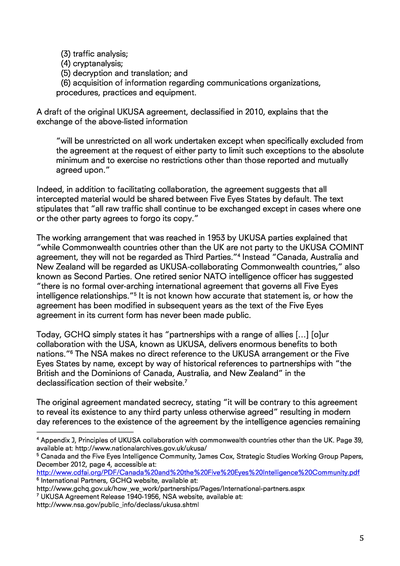 (3) traffic analysis;
(4) cryptanalysis;
(5) decryption and translation; and
(6) acquisition of information regarding communications organizations,
procedures, practices and equipment.
A draft of the original UKUSA agreement, declassified in 2010, explains that the
exchange of the above-listed information
"will be unrestricted on all work undertaken except when specifically excluded from
the agreement at the request of either party to limit such exceptions to the absolute
minimum and to exercise no restrictions other than those reported and mutually
agreed upon."
Indeed, in addition to facilitating collaboration, the agreement suggests that all
intercepted material would be shared between Five Eyes States by default. The text
stipulates that "all raw traffic shall continue to be exchanged except in cases where one
or the other party agrees to forgo its copy."
The working arrangement that was reached in 1953 by UKUSA parties explained that
"while Commonwealth countries other than the UK are not party to the UKUSA COMINT
agreement, they will not be regarded as Third Parties."4 Instead "Canada, Australia and
New Zealand will be regarded as UKUSA-collaborating Commonwealth countries," also
known as Second Parties. One retired senior NATO intelligence officer has suggested
"there is no formal over-arching international agreement that governs all Five Eyes
intelligence relationships."5 It is not known how accurate that statement is, or how the
agreement has been modified in subsequent years as the text of the Five Eyes
agreement in its current form has never been made public.
Today, GCHQ simply states it has "partnerships with a range of allies […] [o]ur
collaboration with the USA, known as UKUSA, delivers enormous benefits to both
nations."6 The NSA makes no direct reference to the UKUSA arrangement or the Five
Eyes States by name, except by way of historical references to partnerships with "the
British and the Dominions of Canada, Australia, and New Zealand" in the
declassification section of their website.7
The original agreement mandated secrecy, stating "it will be contrary to this agreement
to reveal its existence to any third party unless otherwise agreed" resulting in modern
day references to the existence of the agreement by the intelligence agencies remaining
4 Appendix J, Principles of UKUSA collaboration with commonwealth countries other than the UK. Page 39,
available at: http://www.nationalarchives.gov.uk/ukusa/
5 Canada and the Five Eyes Intelligence Community, James Cox, Strategic Studies Working Group Papers,
December 2012, page 4, accessible at:
http://www.cdfai.org/PDF/Canada%20and%20the%20Five%20Eyes%20Intelligence%20Community.pdf
6 International Partners, GCHQ website, available at:
http://www.gchq.gov.uk/how_we_work/partnerships/Pages/International-partners.aspx
7 UKUSA Agreement Release 1940-1956, NSA website, available at:
http://www.nsa.gov/public_info/declass/ukusa.shtml
5